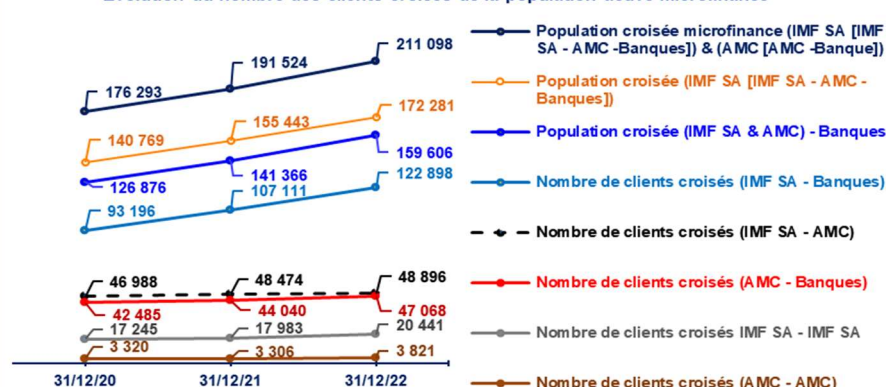 211 098
191 524
176 293
172 281
155 443
140 769
159 606
141 366
126 876
122 898
107 111
93 196
46 988
48 474
48 896
42 485
44 040
47 068
17 245
17 983
20 441
3 320
3 306
3 821
31/12/20
31/12/21
31/12/22
Population croisée microfinance (IMF SA [IMF
SA - AMC -Banques]) & (AMC [AMC -Banque])
Population croisée (IMF SA [IMF SA - AMC -
Banques])
Population croisée (IMF SA & AMC) - Banques
Nombre de clients croisés (IMF SA - Banques)
Nombre de clients croisés (IMF SA - AMC)
Nombre de clients croisés (AMC - Banques)
Nombre de clients croisés IMF SA - IMF SA
Nombre de clients croisés (AMC - AMC)